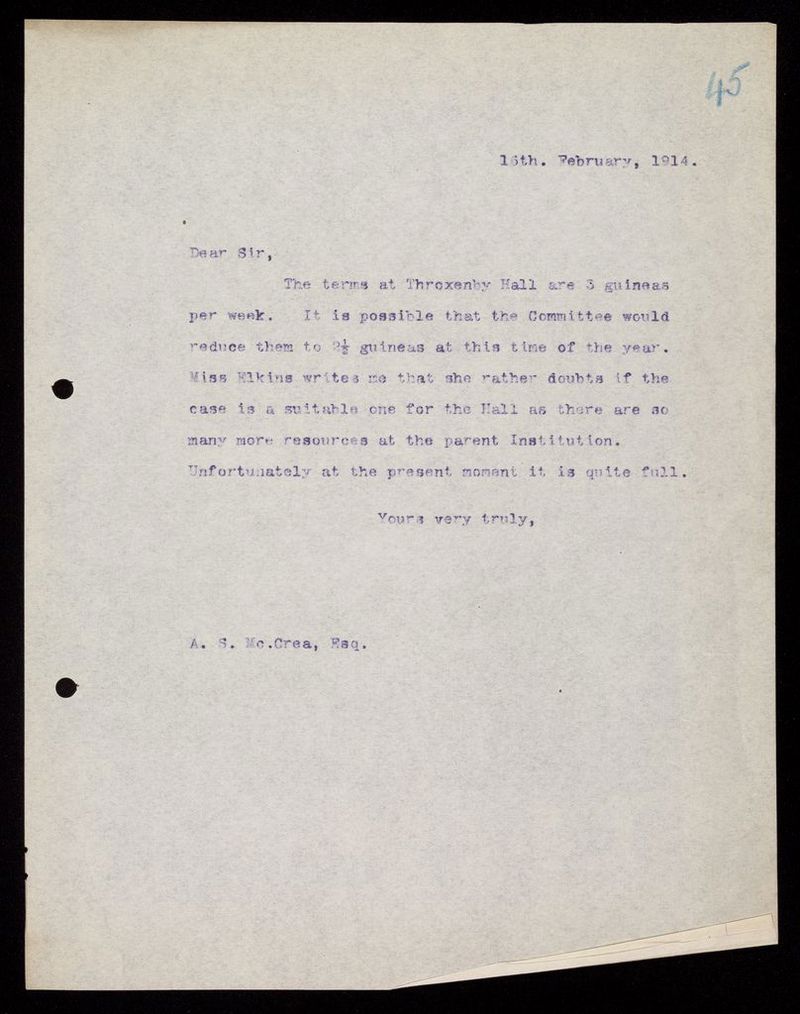 45
February, 1914.
Dear Sir,
The terms at Throxenby Hall are 3 guineas
per week. It is possible that the Committee would
reduce them to 2½ guineas at this time of the year.
Miss Elkins writes me that she rather doubts if the
case is a suitable one for the Hall as there are so
many more resources at the parent Institution.
Unfortunately at the present moment it is quite full.
Yours very truly,
A. S. Mc.Crea, Esq.